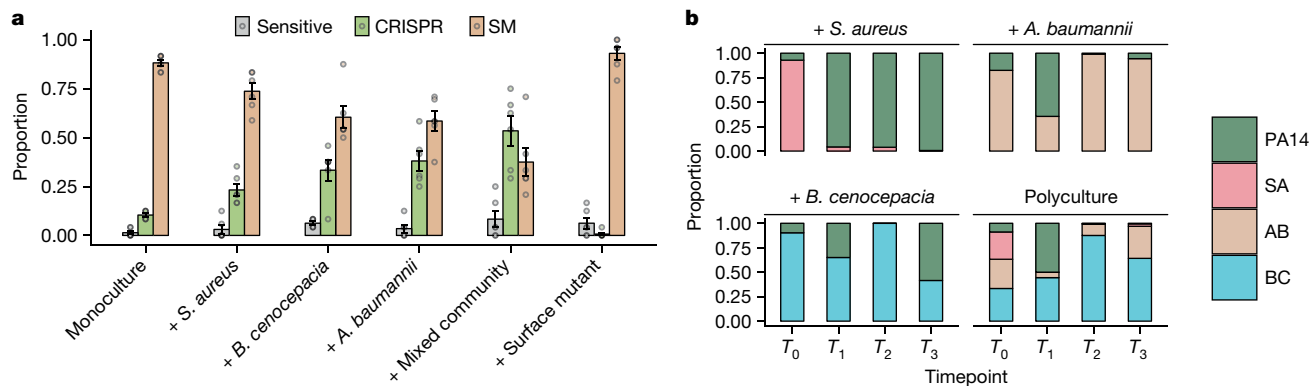 a
Sensitive CRISPR SM
Proportion
1.00
0.75
0.50
0.25
0.00
Monoculture
+ S. aureus
+ B. cenocepacia
+ A. baumannii
+ Mixed community
+ Surface mutant
b
+ S. aureus
+ A. baumannii
1.00
0.75
0.50
0.25
0.00
+ B. cenocepacia
Polyculture
1.00
0.75
0.50
0.25
0.00
Proportion
T0 T1 T2 T3 T0 T1 T2 T3
Timepoint
PA14
SA
AB
BC